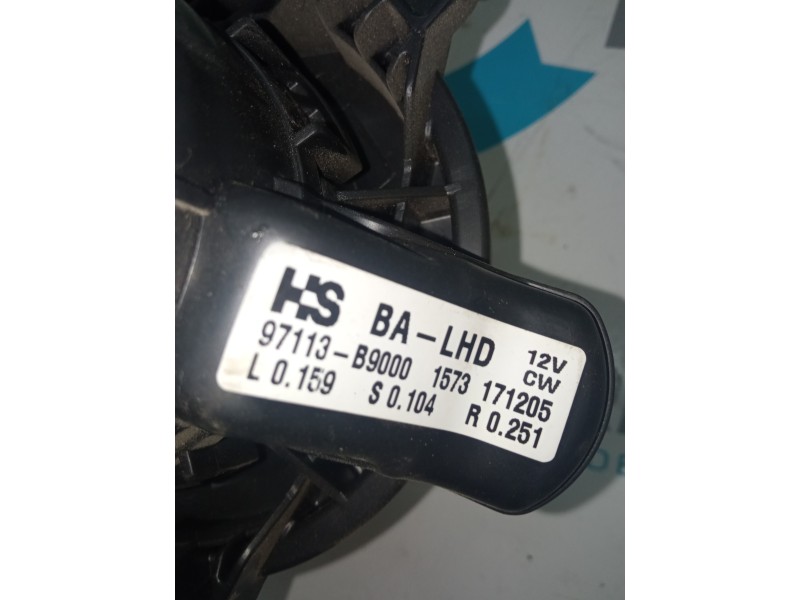 HS BA-LHD 12V
97113-B9000 1573 171205 CW
L 0.159 S 0.104 R 0.251